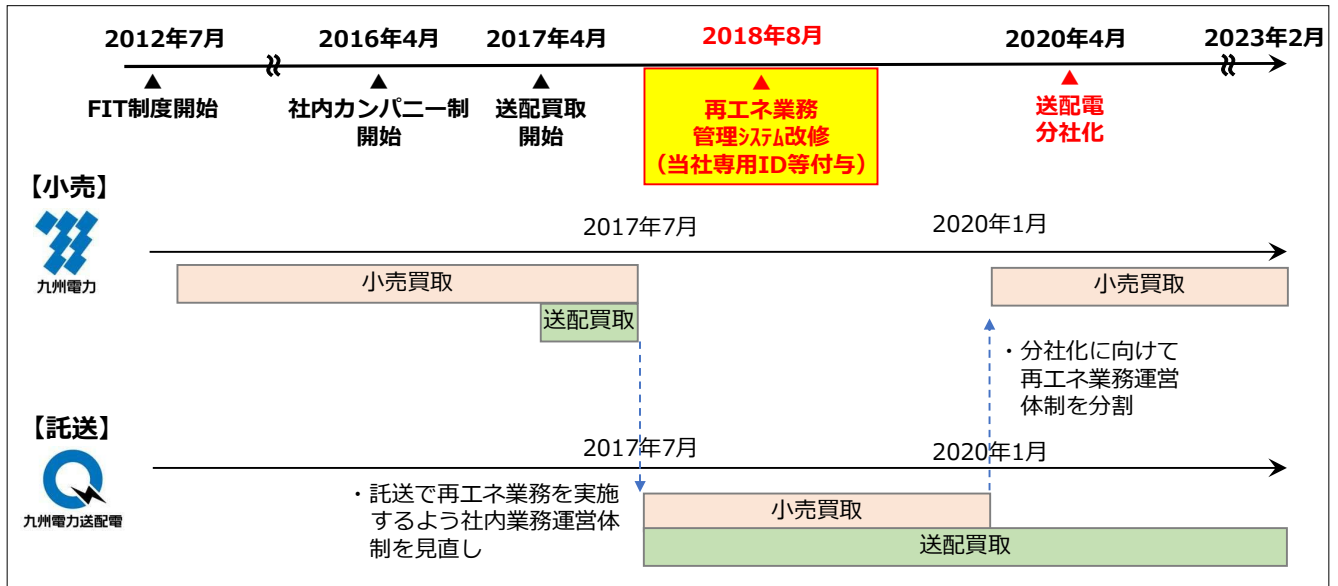 2012年7月
2016年4月
2017年4月
2018年8月
2020年4月
2023年2月
FIT制度開始
社内カンパニー制
開始
送配買取
開始
再エネ業務
管理ｼｽﾃﾑ改修
（当社専用ID等付与）
送配電
分社化
【小売】
九州電力
2017年7月
2020年1月
小売買取
送配買取
小売買取
・分社化に向けて
再エネ業務運営
体制を分割
【託送】
九州電力送配電
2017年7月
2020年1月
・託送で再エネ業務を実施
するよう社内業務運営体
制を見直し
小売買取
送配買取